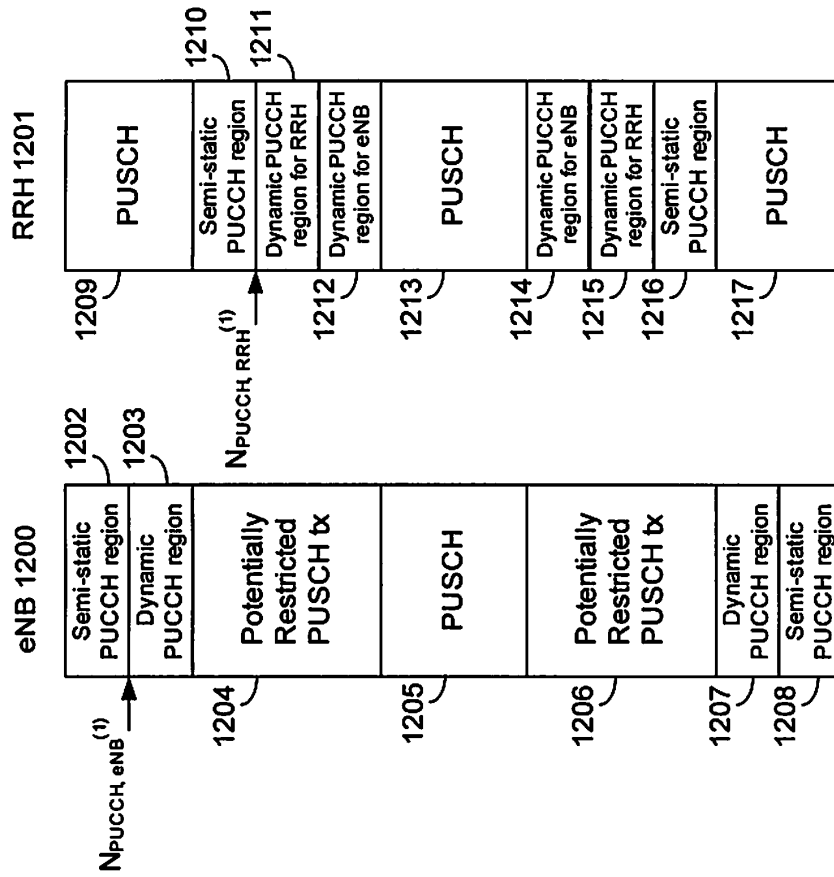 eNB 1200
Semi-static
PUCCH region
1202
Dynamic
PUCCH region
1203
NPUCCH, eNB(1)
Potentially
Restricted
PUSCH tx
1204
PUSCH
1205
Potentially
Restricted
PUSCH tx
1206
Dynamic
PUCCH region
1207
Semi-static
PUCCH region
1208
RRH 1201
PUSCH
1209
Semi-static
PUCCH region
1210
NPUCCH, RRH(1)
Dynamic PUCCH
region for RRH
1211
Dynamic PUCCH
region for eNB
1212
PUSCH
1213
Dynamic PUCCH
region for eNB
1214
Dynamic PUCCH
region for RRH
1215
Semi-static
PUCCH region
1216
PUSCH
1217